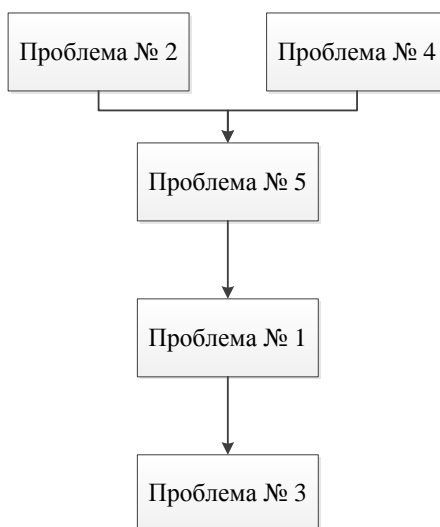 Проблема № 2
Проблема № 4
Проблема № 5
Проблема № 1
Проблема № 3